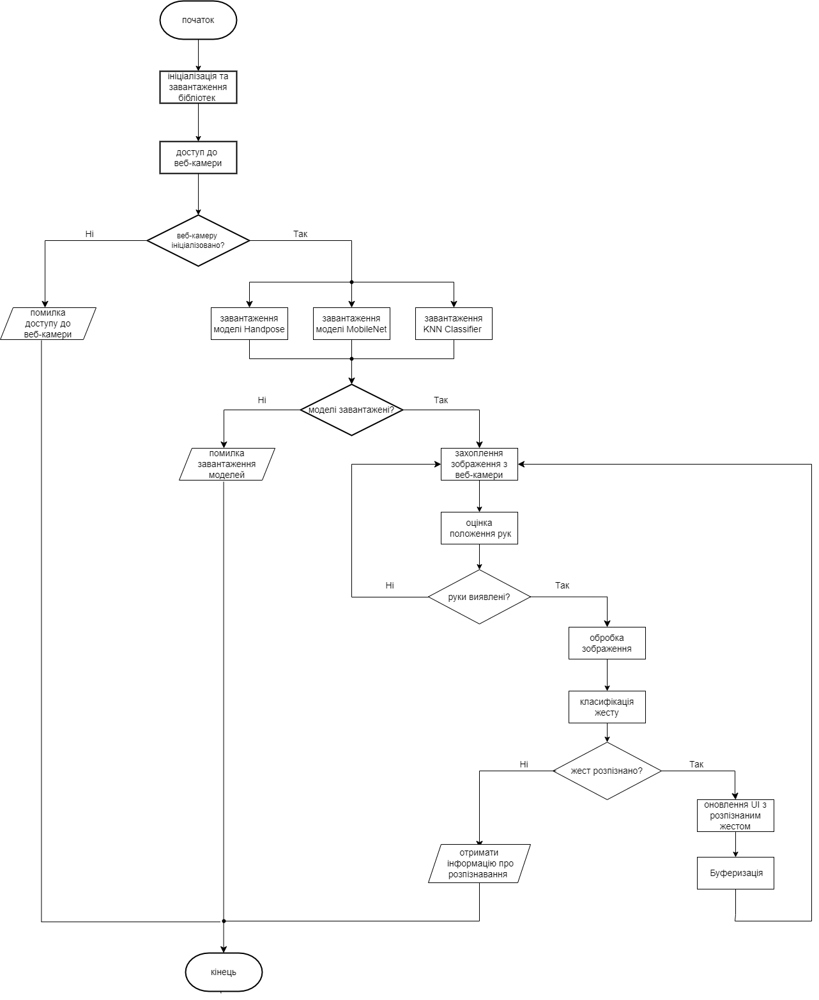 початок
ініціалізація та
завантаження
бібліотек
доступ до
веб-камери
веб-камеру
ініціалізовано?
Ні
Так
помилка
доступу до
веб-камери
завантаження
моделі Handpose
завантаження
моделі MobileNet
завантаження
KNN Classifier
моделі завантажені?
Ні
Так
помилка
завантаження
моделей
захоплення
зображення з
веб-камери
оцінка
положення рук
руки виявлені?
Ні
Так
обробка
зображення
класифікація
жесту
жест розпізнано?
Ні
Так
оновлення UI з
розпізнаним
жестом
отримати
інформацію про
розпізнавання
Буферизація
кінець